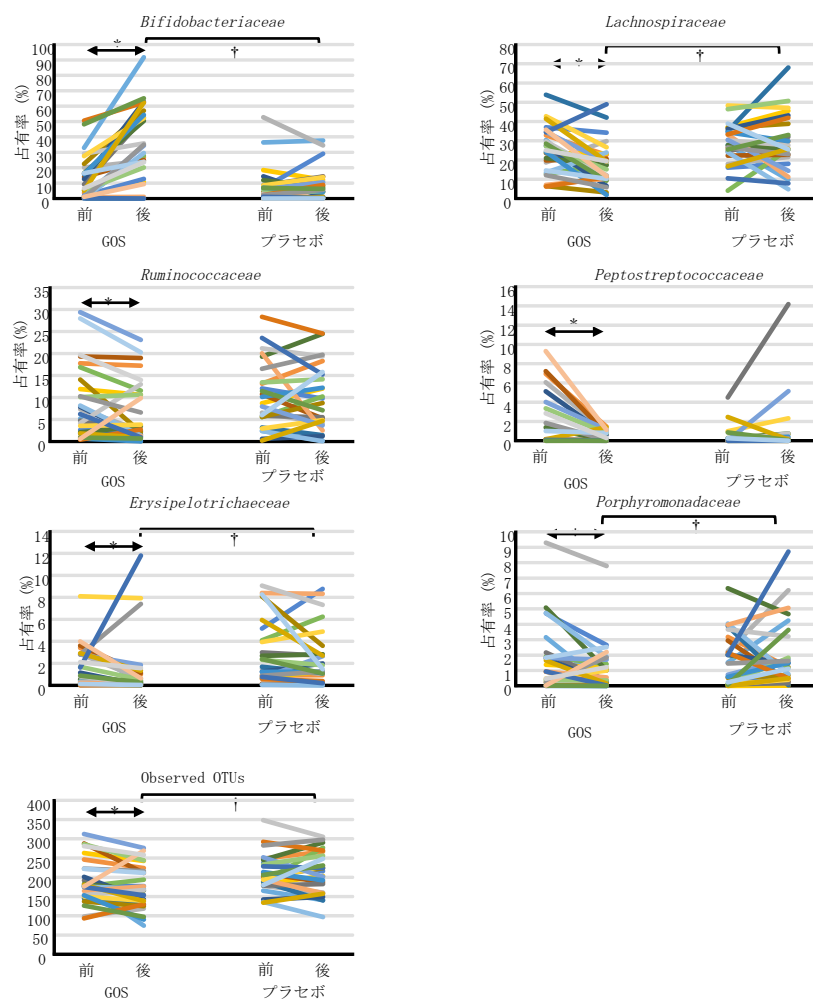 Bifidobacteriaceae
占有率 (%)
100
90
80
70
60
50
40
30
20
10
0
*
†
前
後
前
後
GOS
プラセボ
Lachnospiraceae
占有率 (%)
80
70
60
50
40
30
20
10
0
*
†
前
後
前
後
GOS
プラセボ
Ruminococcaceae
占有率(%)
35
30
25
20
15
10
5
0
*
前
後
前
後
GOS
プラセボ
Peptostreptococcaceae
占有率 (%)
16
14
12
10
8
6
4
2
0
*
前
後
前
後
GOS
プラセボ
Erysipelotrichaeceae
占有率 (%)
14
12
10
8
6
4
2
0
*
†
前
後
前
後
GOS
プラセボ
Porphyromonadaceae
占有率 (%)
10
9
8
7
6
5
4
3
2
1
0
*
†
前
後
前
後
GOS
プラセボ
Observed OTUs
400
350
300
250
200
150
100
50
0
*
†
前
後
前
後
GOS
プラセボ